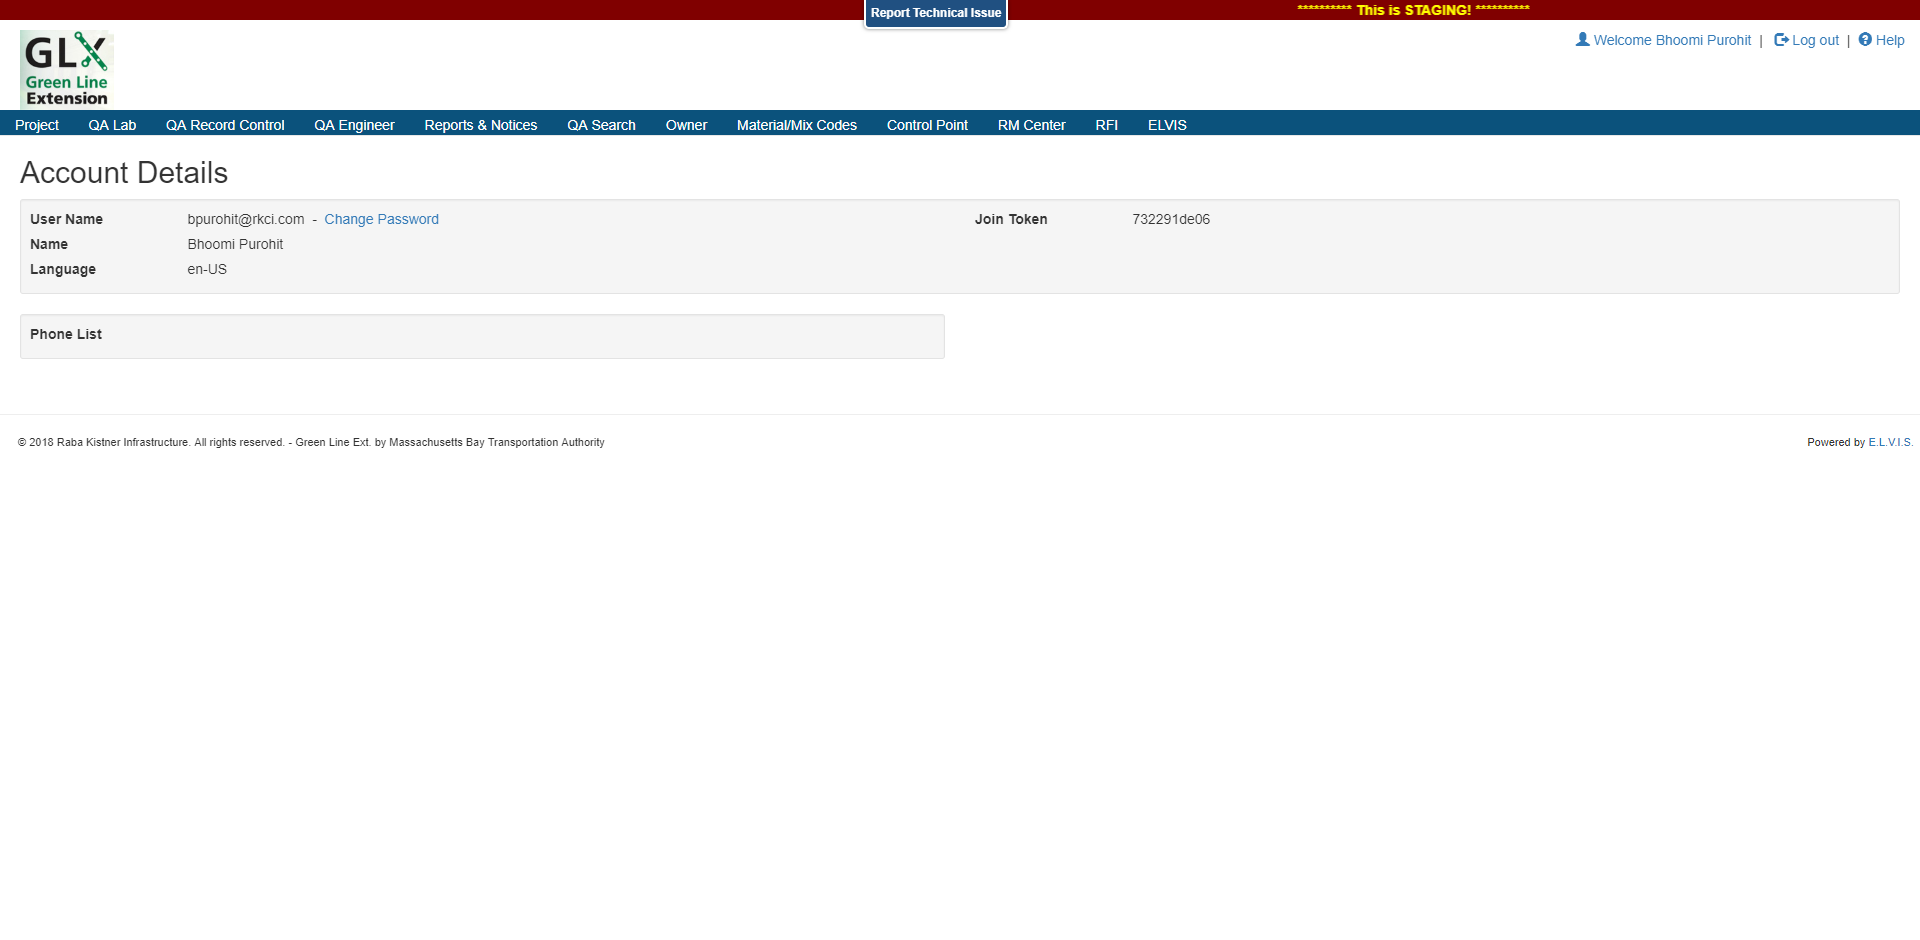 Report Technical Issue
********** This is STAGING! **********
GLX
Green Line
Extension
Welcome Bhoomi Purohit | Log out | Help
Project QA Lab QA Record Control QA Engineer Reports & Notices QA Search Owner Material/Mix Codes Control Point RM Center RFI ELVIS
Account Details
User Name bpurohit@rkci.com - Change Password Join Token 732291de06
Name Bhoomi Purohit
Language en-US
Phone List
© 2018 Raba Kistner Infrastructure. All rights reserved. - Green Line Ext. by Massachusetts Bay Transportation Authority Powered by E.L.V.I.S.